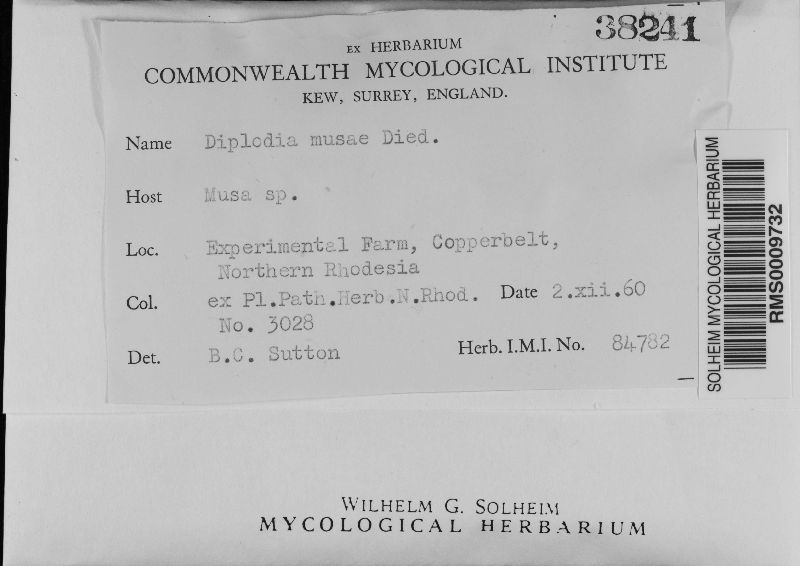 38241
EX HERBARIUM
COMMONWEALTH MYCOLOGICAL INSTITUTE
KEW, SURREY, ENGLAND.
Name Diplodia musae Died.
Host Musa sp.
Loc. Experimental Farm, Copperbelt,
Northern Rhodesia
Col. ex Pl.Path.Herb.N.Rhod. Date 2.xii.60
No. 3028
Det. B.C. Sutton Herb. I.M.I. No. 84782
SOLHEIM MYCOLOGICAL HERBARIUM
RMS0009732
WILHELM G. SOLHEIM
MYCOLOGICAL HERBARIUM